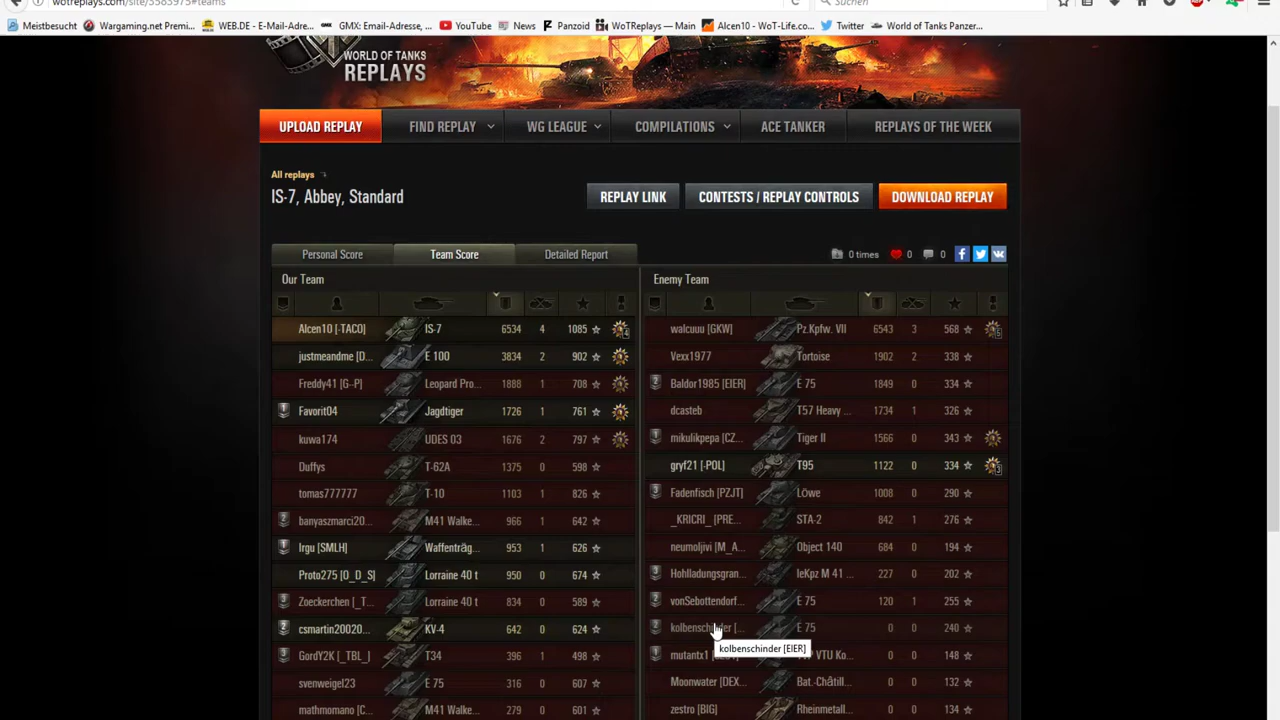 wotreplays.com/site/3583975#teams
Suchen
Meistbesucht Wargaming.net Premi... WEB.DE - E-Mail-Adre... GMX: Email-Adresse, ... YouTube News Panzoid WoTReplays — Main Alcen10 - WoT-Life.co... Twitter World of Tanks Panzer...
WORLD OF TANKS
REPLAYS
UPLOAD REPLAY FIND REPLAY WG LEAGUE COMPILATIONS ACE TANKER REPLAYS OF THE WEEK
All replays
IS-7, Abbey, Standard
REPLAY LINK CONTESTS / REPLAY CONTROLS DOWNLOAD REPLAY
Personal Score Team Score Detailed Report 0 times 0 0
Our Team Enemy Team
Alcen10 [-TACO] IS-7 6534 4 1085 walcuuu [GKW] Pz.Kpfw. VII 6543 3 568
justmeandme [D... E 100 3834 2 902 Vexx1977 Tortoise 1902 2 338
Freddy41 [G--P] Leopard Pro... 1888 1 708 Baldor1985 [EIER] E 75 1849 0 334
Favorit04 Jagdtiger 1726 1 761 dcasteb T57 Heavy ... 1734 1 326
kuwa174 UDES 03 1676 2 797 mikulikpepa [CZ... Tiger II 1566 0 343
Duffys T-62A 1375 0 598 gryf21 [-POL] T95 1122 0 334
tomas777777 T-10 1103 1 826 Fadenfisch [PZJT] Löwe 1008 0 290
banyaszmarci20... M41 Walke... 966 1 642 _KRICRI_ [PRE... STA-2 842 1 276
Irgu [SMLH] Waffenträg... 953 1 626 neumoljivi [M_A... Object 140 684 0 194
Proto275 [O_D_S] Lorraine 40 t 950 0 674 Hohlladungsgran... leKpz M 41 ... 227 0 202
Zoeckerchen [_T... Lorraine 40 t 834 0 589 vonSebottendorf... E 75 120 1 255
csmartin20020... KV-4 642 0 624 kolbenschinder [... E 75 0 0 240
kolbenschinder [EIER]
GordY2K [_TBL_] T34 396 1 498 mutantx1 VTU Ko... 0 0 148
svenweigel23 E 75 316 0 607 Moonwater [DEX... Bat.-Châtill... 0 0 132
mathmomano [C... M41 Walke... 279 0 601 zestro [BIG] Rheinmetall... 0 0 134